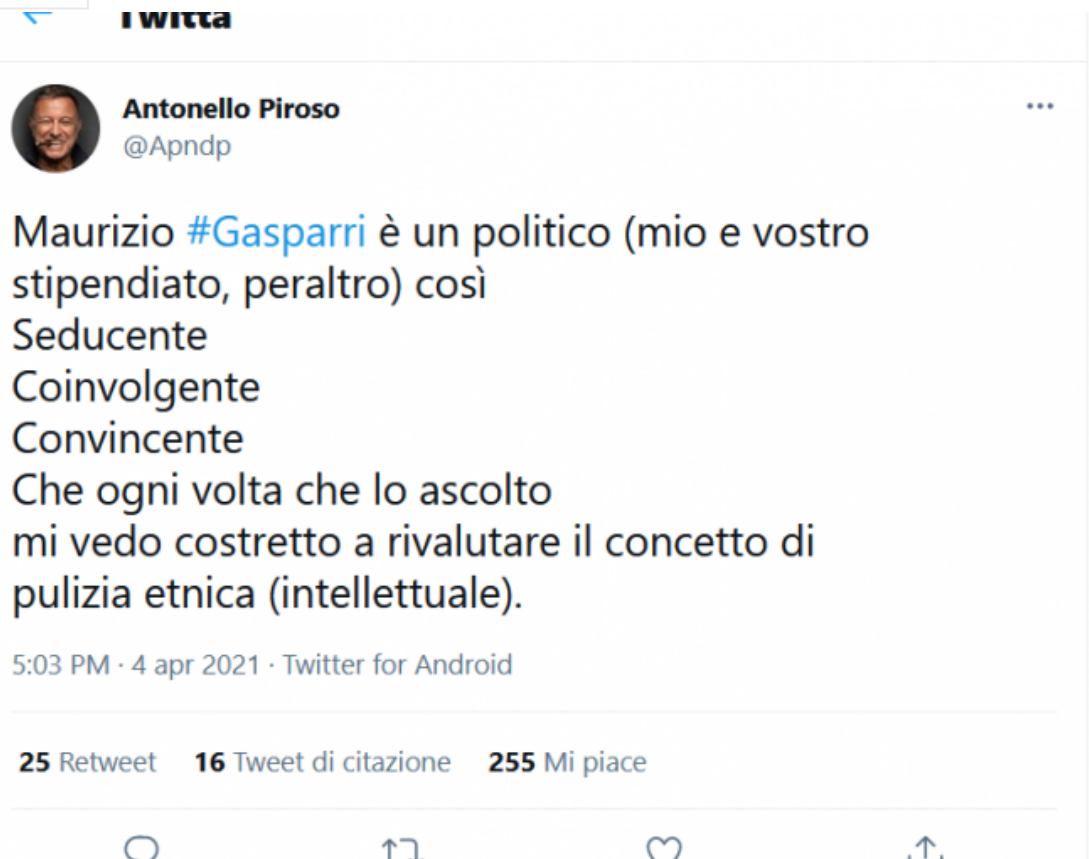 Twitta
Antonello Piroso
@Apndp
Maurizio #Gasparri è un politico (mio e vostro
stipendiato, peraltro) così
Seducente
Coinvolgente
Convincente
Che ogni volta che lo ascolto
mi vedo costretto a rivalutare il concetto di
pulizia etnica (intellettuale).
5:03 PM · 4 apr 2021 · Twitter for Android
25 Retweet 16 Tweet di citazione 255 Mi piace